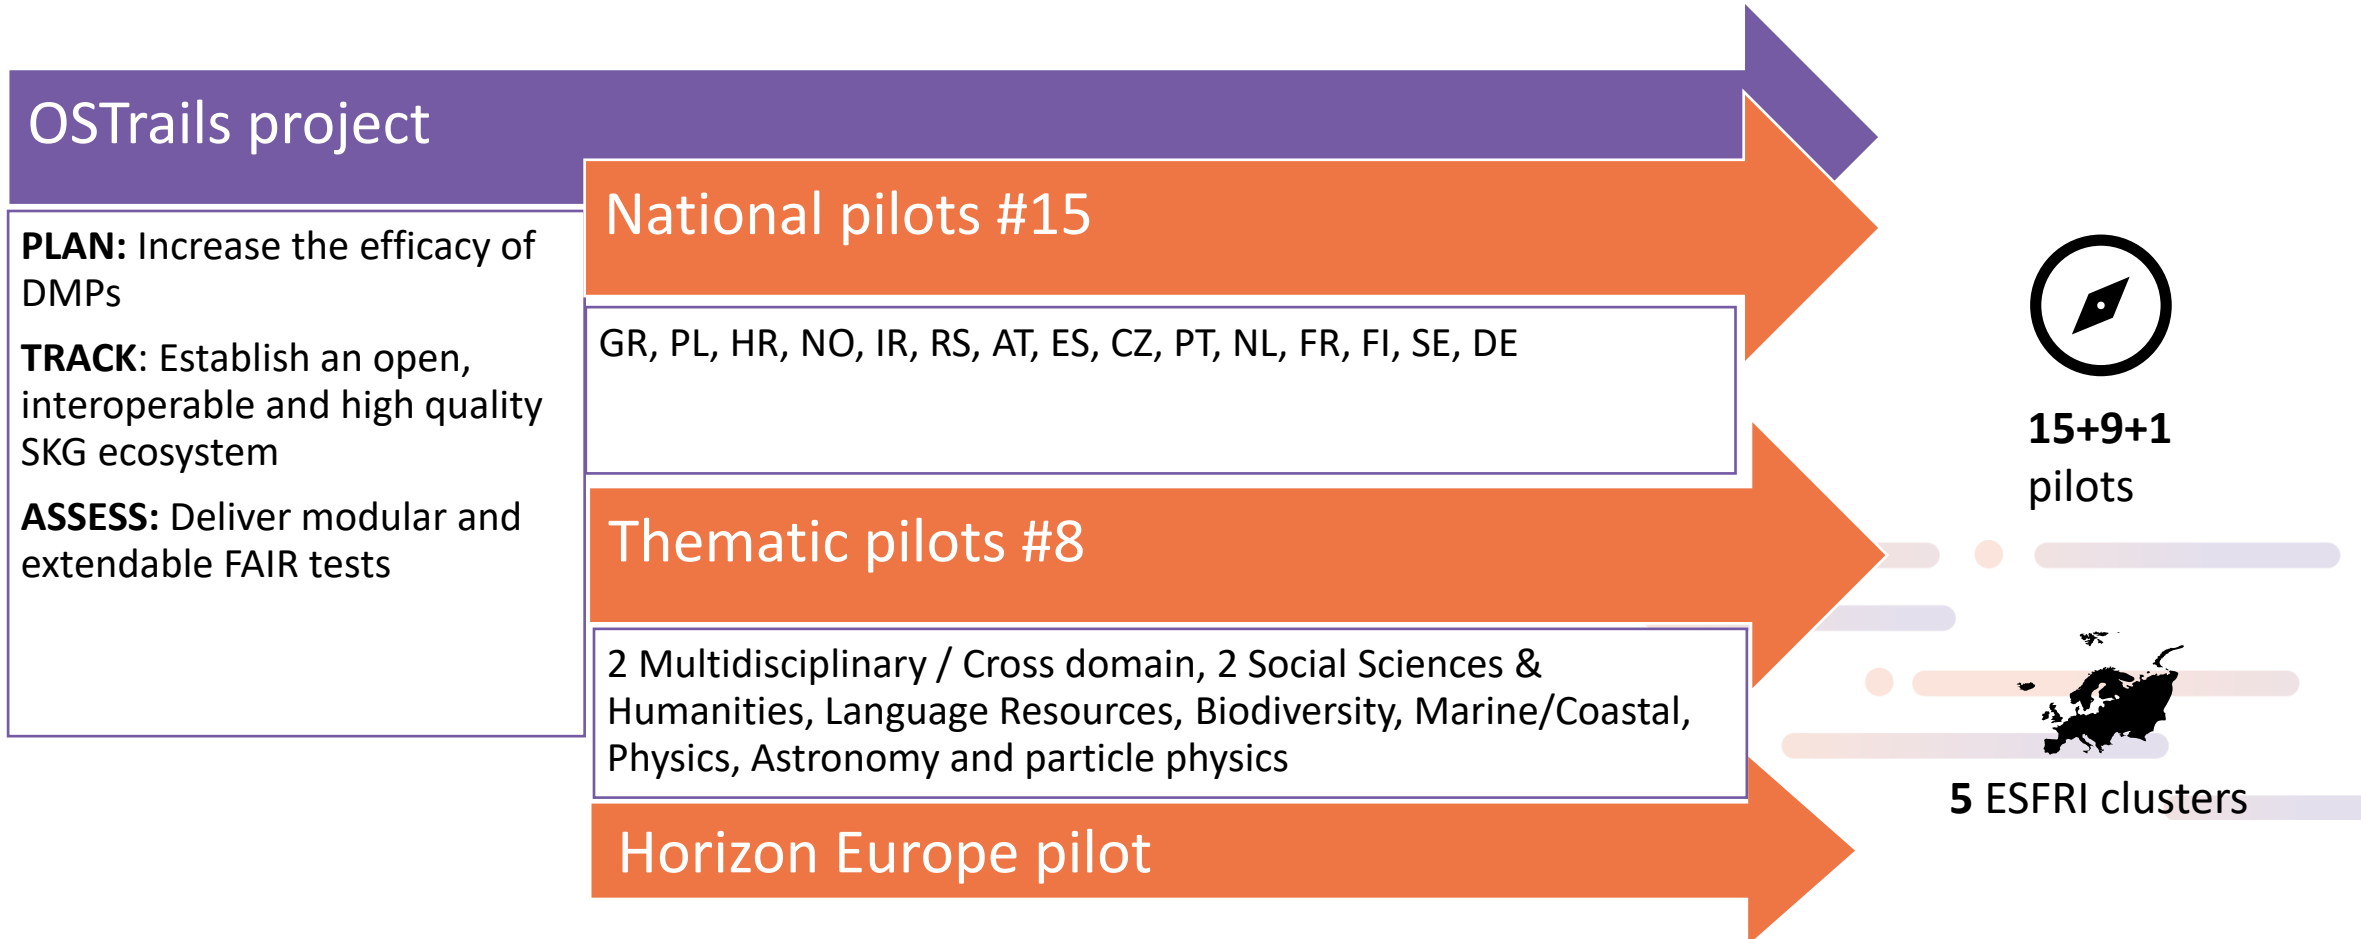 OSTrails project
PLAN: Increase the efficacy of
DMPs
TRACK: Establish an open,
interoperable and high quality
SKG ecosystem
ASSESS: Deliver modular and
extendable FAIR tests
National pilots #15
GR, PL, HR, NO, IR, RS, AT, ES, CZ, PT, NL, FR, FI, SE, DE
Thematic pilots #8
2 Multidisciplinary / Cross domain, 2 Social Sciences &
Humanities, Language Resources, Biodiversity, Marine/Coastal,
Physics, Astronomy and particle physics
Horizon Europe pilot
15+9+1
pilots
5 ESFRI clusters